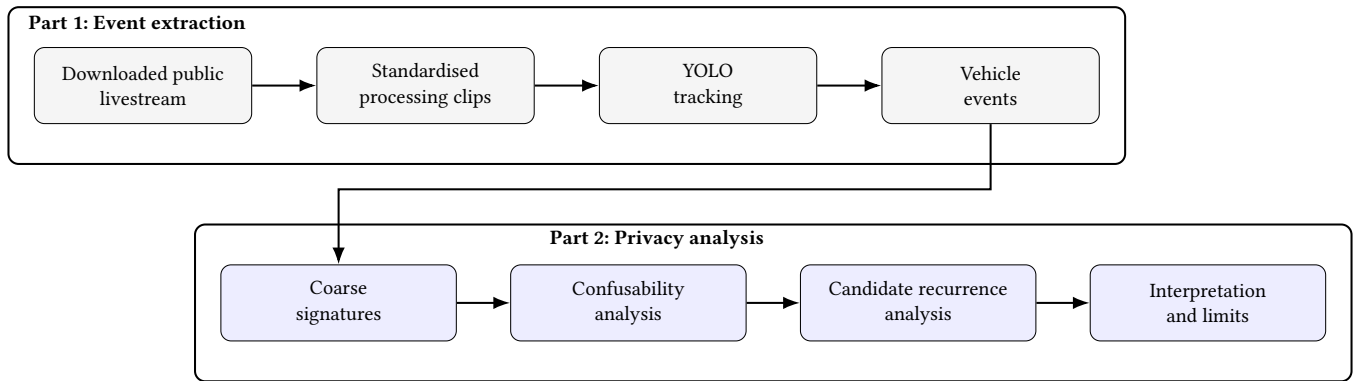 Part 1: Event extraction
Downloaded public
livestream
Standardised
processing clips
YOLO
tracking
Vehicle
events
Part 2: Privacy analysis
Coarse
signatures
Confusability
analysis
Candidate recurrence
analysis
Interpretation
and limits